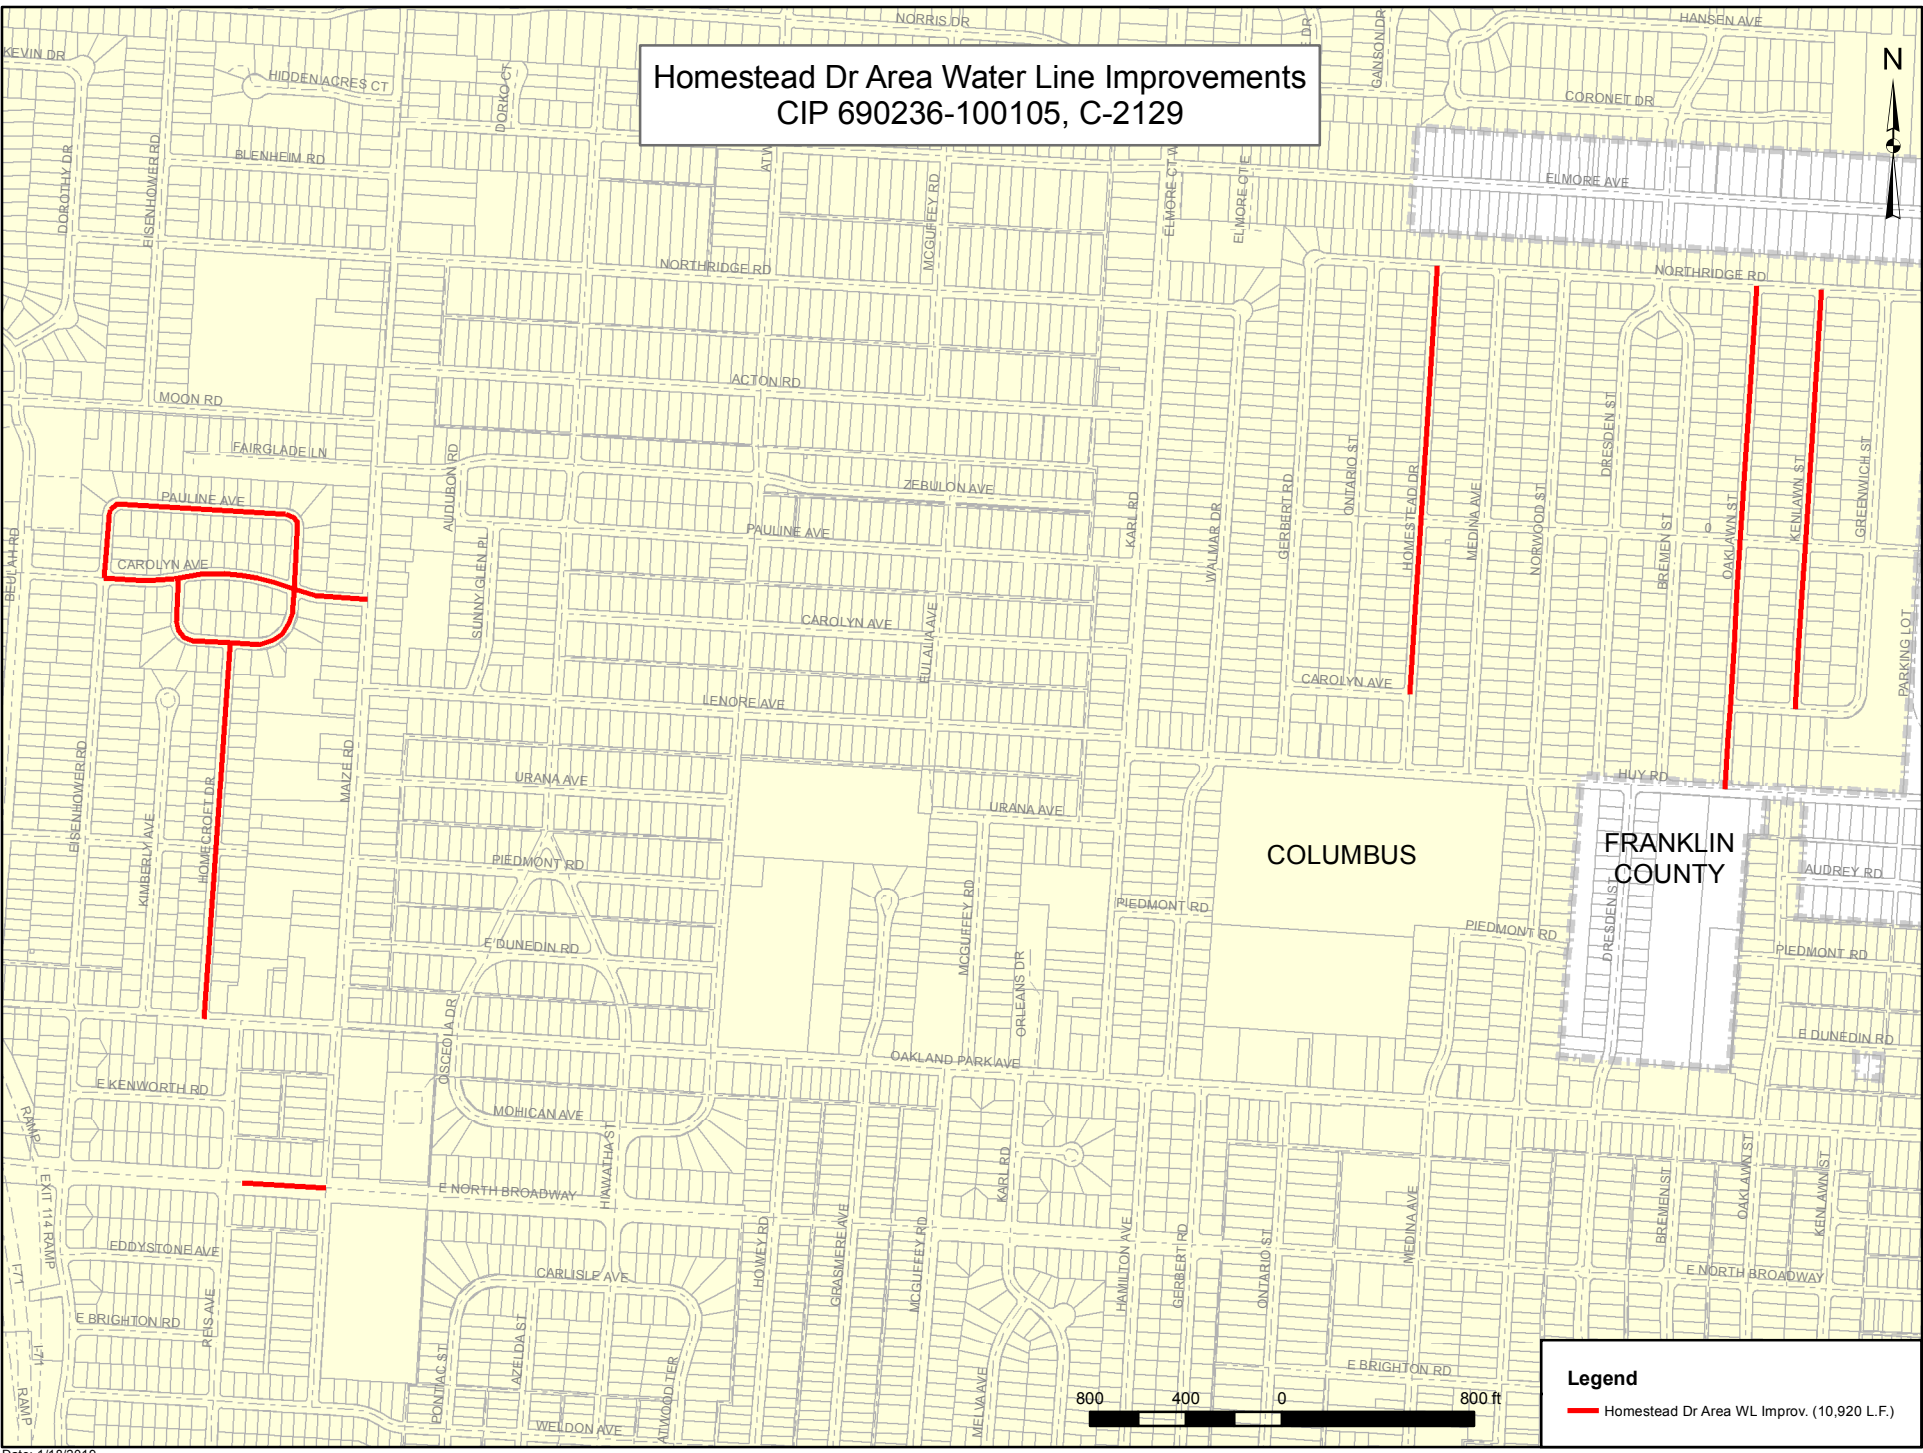 NORRIS DR
HANSEN AVE
KEVIN DR
HIDDEN ACRES CT
DORKO CT
Homestead Dr Area Water Line Improvements
CIP 690236-100105, C-2129
E DR
GANSON DR
N
CORONET DR
DOROTHY DR
EISENHOWER RD
BLENHEIM RD
ATW
MCGUFFEY RD
ELMORE CT W
ELMORE CT E
ELMORE AVE
NORTHRIDGE RD
NORTHRIDGE RD
MOON RD
ACTON RD
FAIRGLADE LN
AUDUBON RD
ZEBULON AVE
PAULINE AVE
PAULINE AVE
KARL RD
WALMAR DR
GERBERT RD
ONTARIO ST
HOMESTEAD DR
MEDINA AVE
NORWOOD ST
DRESDEN ST
BREMEN ST
0
OAKLAWN ST
KENLAWN ST
GREENWICH ST
BEULAH RD
CAROLYN AVE
SUNNYGLEN PL
CAROLYN AVE
EULALIA AVE
CAROLYN AVE
PARKING LOT
LENORE AVE
EISENHOWER RD
KIMBERLY AVE
HOMECROFT DR
MAIZE RD
URANA AVE
URANA AVE
HUY RD
COLUMBUS
FRANKLIN
COUNTY
AUDREY RD
PIEDMONT RD
PIEDMONT RD
PIEDMONT RD
PIEDMONT RD
DRESDEN ST
E DUNEDIN RD
MCGUFFEY RD
ORLEANS DR
OSCEOLA DR
E DUNEDIN RD
OAKLAND PARK AVE
E KENWORTH RD
RAMP
MOHICAN AVE
HIAWATHA ST
KARL RD
EXIT 114 RAMP
E NORTH BROADWAY
MEDINA AVE
BREMEN ST
OAKLAWN ST
KENLAWN ST
EDDYSTONE AVE
I-71
CARLISLE AVE
HOWEY RD
GRASMERE AVE
MCGUFFEY RD
HAMILTON AVE
GERBERT RD
ONTARIO ST
E NORTH BROADWAY
E BRIGHTON RD
REIS AVE
I-71
RAMP
PONTIAC ST
AZELDA ST
ATWOOD TER
WELDON AVE
MELVA AVE
E BRIGHTON RD
800 400 0 800 ft
Legend
Homestead Dr Area WL Improv. (10,920 L.F.)